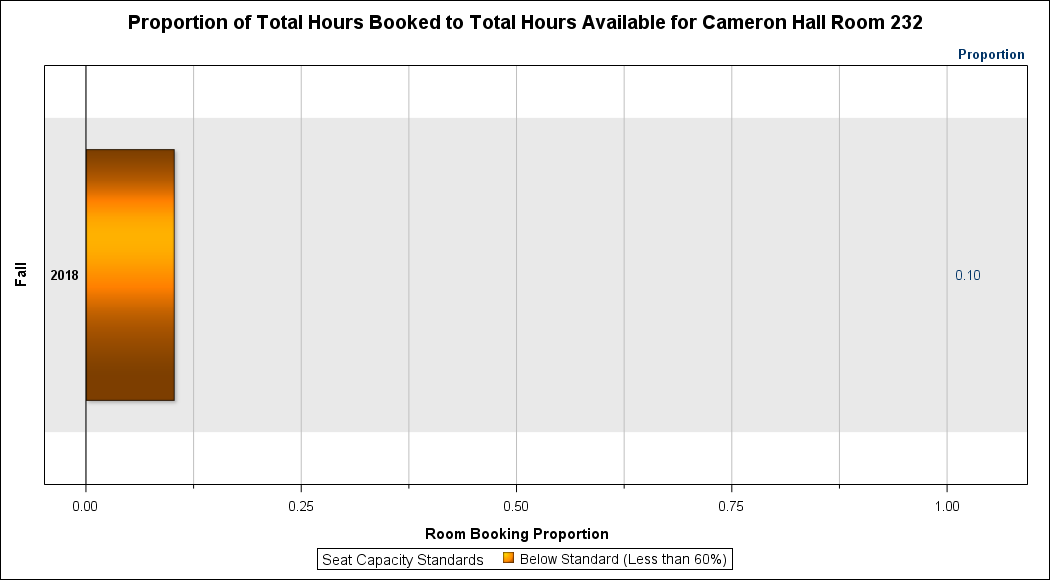 Proportion of Total Hours Booked to Total Hours Available for Cameron Hall Room 232
Proportion
Fall
2018
0.10
0.00 0.25 0.50 0.75 1.00
Room Booking Proportion
Seat Capacity Standards Below Standard (Less than 60%)